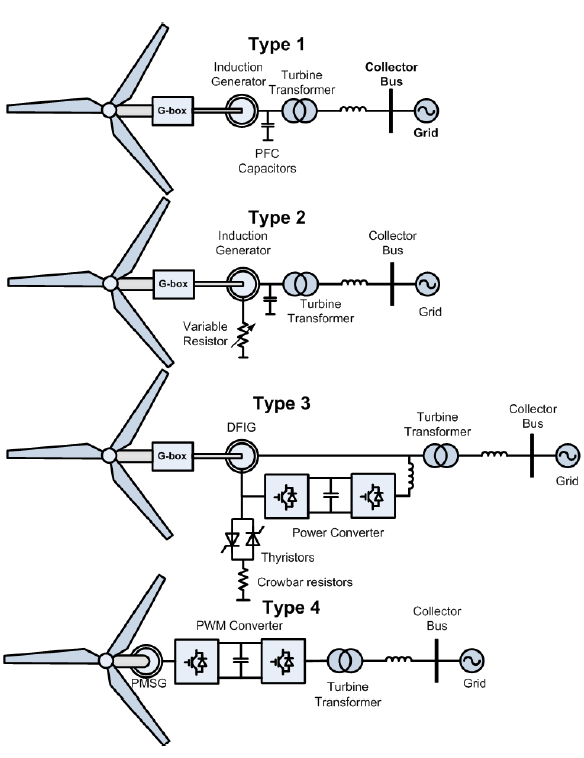 Type 1
Induction
Generator
Turbine
Transformer
Collector
Bus
G-box
Grid
PFC
Capacitors
Type 2
Induction
Generator
Collector
Bus
G-box
Turbine
Transformer
Grid
Variable
Resistor
Type 3
DFIG
Turbine
Transformer
Collector
Bus
G-box
Grid
Power Converter
Thyristors
Crowbar resistors
Type 4
PWM Converter
Collector
Bus
PMSG
Turbine
Transformer
Grid